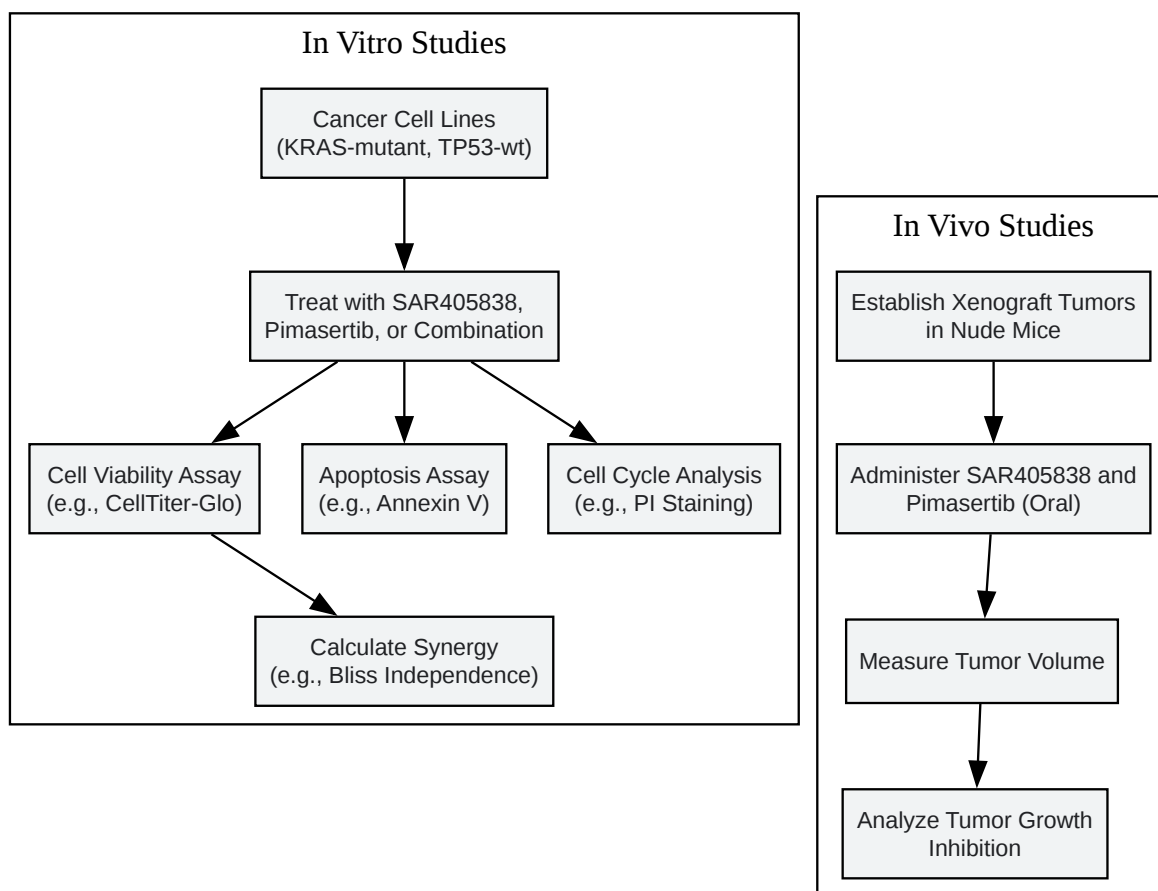 In Vitro Studies
Cancer Cell Lines
(KRAS-mutant, TP53-wt)
Treat with SAR405838,
Pimasertib, or Combination
Cell Viability Assay
(e.g., CellTiter-Glo)
Apoptosis Assay
(e.g., Annexin V)
Cell Cycle Analysis
(e.g., PI Staining)
Calculate Synergy
(e.g., Bliss Independence)
In Vivo Studies
Establish Xenograft Tumors
in Nude Mice
Administer SAR405838 and
Pimasertib (Oral)
Measure Tumor Volume
Analyze Tumor Growth
Inhibition